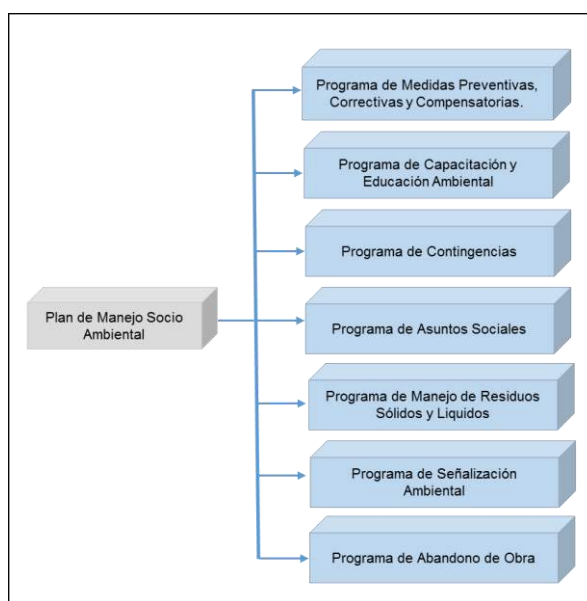 Programa de Medidas Preventivas,
Correctivas y Compensatorias.
Programa de Capacitación y
Educación Ambiental
Programa de Contingencias
Plan de Manejo Socio
Ambiental
Programa de Asuntos Sociales
Programa de Manejo de Residuos
Sólidos y Liquidos
Programa de Señalización
Ambiental
Programa de Abandono de Obra